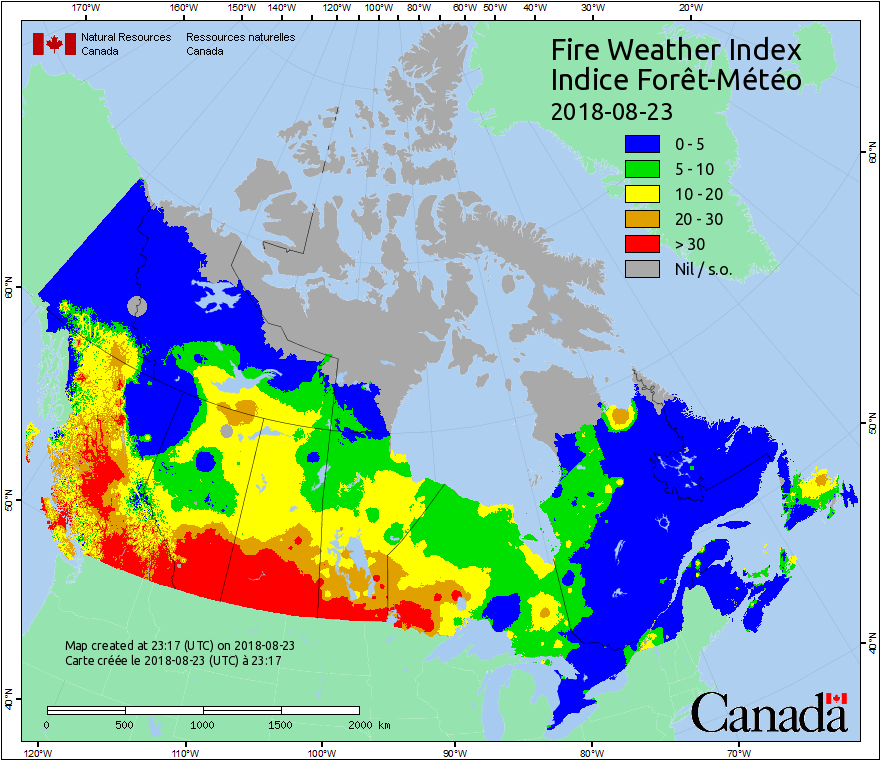 170°W 160°W 150°W 140°W 130°W 120°W 110°W 100°W 90°W 80°W 70°W 60°W 50°W 40°W 30°W 20°W
Natural Resources Canada
Ressources naturelles Canada
Fire Weather Index
Indice Forêt-Météo
2018-08-23
0 - 5
5 - 10
10 - 20
20 - 30
> 30
Nil / s.o.
60°N
60°N
50°N
50°N
40°N
40°N
Map created at 23:17 (UTC) on 2018-08-23
Carte créée le 2018-08-23 (UTC) à 23:17
0 500 1000 1500 2000 km
Canada
120°W 110°W 100°W 90°W 80°W 70°W